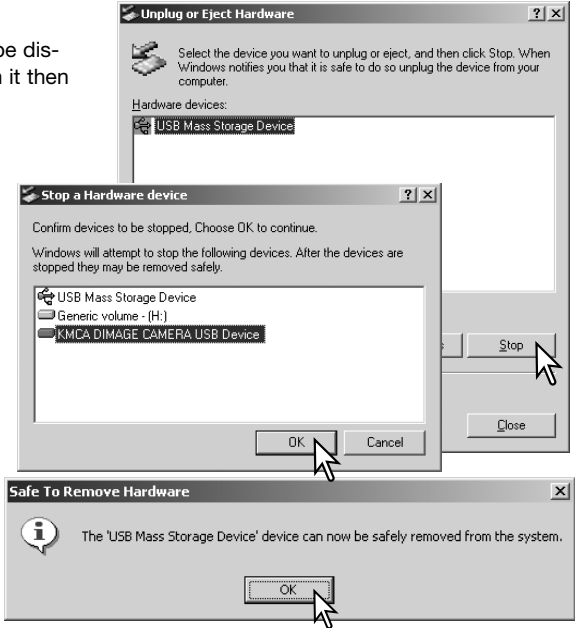 be dis-
it then
Unplug or Eject Hardware
Select the device you want to unplug or eject, and then click Stop. When
Windows notifies you that it is safe to do so unplug the device from your
computer.
Hardware devices:
USB Mass Storage Device
Stop
Close
Stop a Hardware device
Confirm devices to be stopped, Choose OK to continue.
Windows will attempt to stop the following devices. After the devices are
stopped they may be removed safely.
USB Mass Storage Device
Generic volume - (H:)
KMCA DIMAGE CAMERA USB Device
OK Cancel
Safe To Remove Hardware
The 'USB Mass Storage Device' device can now be safely removed from the system.
OK